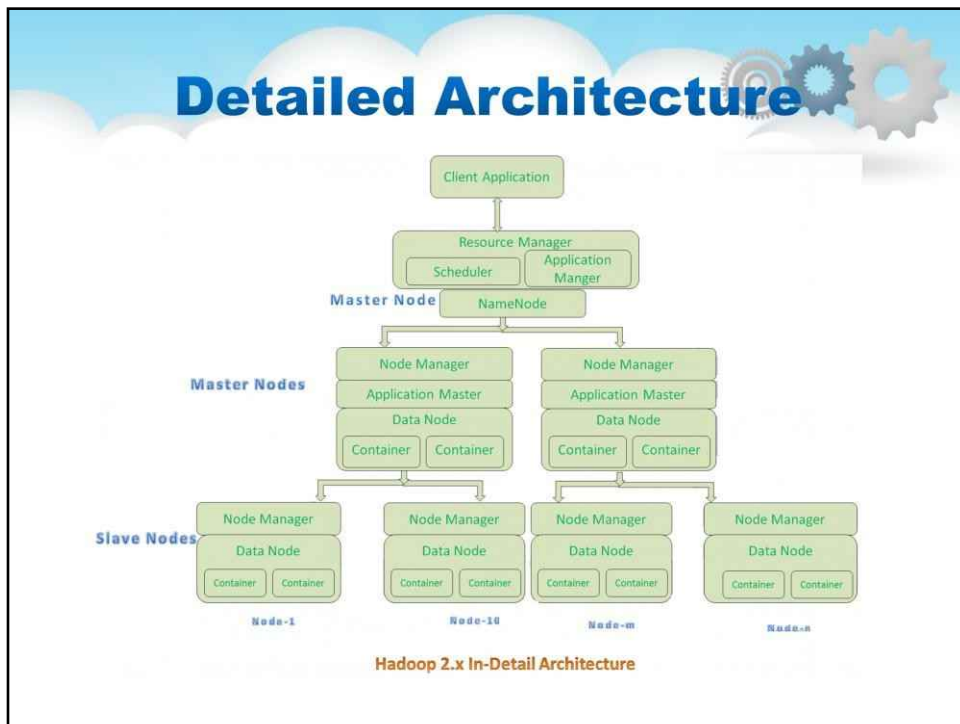 Detailed Architecture
Client Application
Resource Manager
Scheduler
Application
Manger
Master Node
NameNode
Master Nodes
Node Manager
Application Master
Data Node
Container Container
Node Manager
Application Master
Data Node
Container Container
Slave Nodes
Node Manager
Data Node
Container Container
Node-1
Node Manager
Data Node
Container Container
Node-10
Node Manager
Data Node
Container Container
Node-m
Node Manager
Data Node
Container Container
Node-n
Hadoop 2.x In-Detail Architecture